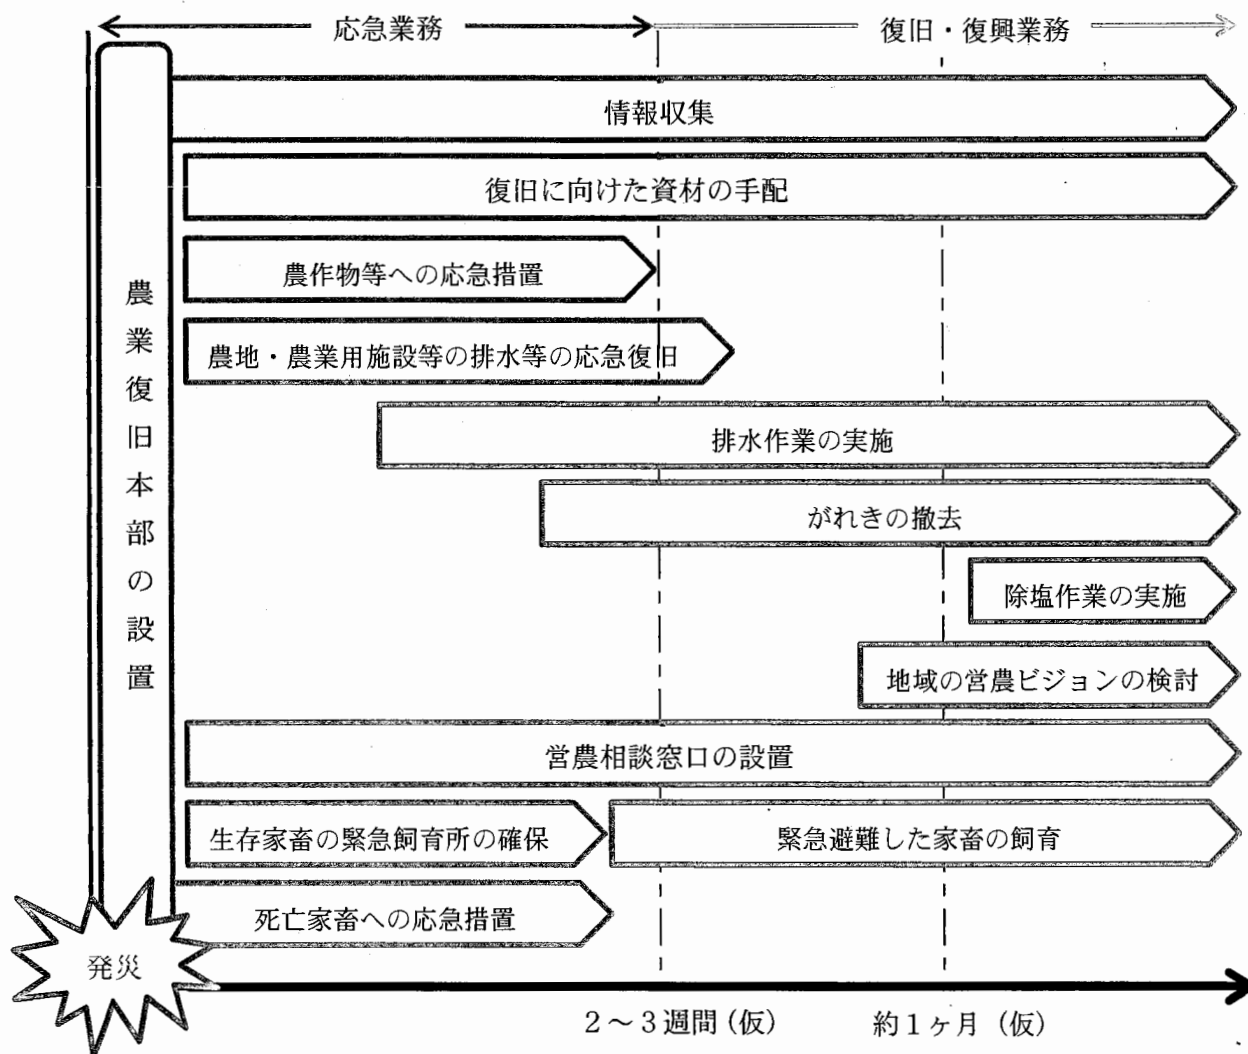 応急業務
復旧・復興業務
農業復旧本部の設置
情報収集
復旧に向けた資材の手配
農作物等への応急措置
農地・農業用施設等の排水等の応急復旧
排水作業の実施
がれきの撤去
除塩作業の実施
地域の営農ビジョンの検討
営農相談窓口の設置
生存家畜の緊急飼育所の確保
緊急避難した家畜の飼育
死亡家畜への応急措置
発災
2～3週間(仮)
約1ヶ月(仮)